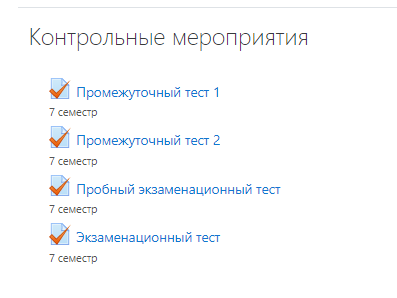 Контрольные мероприятия
Промежуточный тест 1
7 семестр
Промежуточный тест 2
7 семестр
Пробный экзаменационный тест
7 семестр
Экзаменационный тест
7 семестр